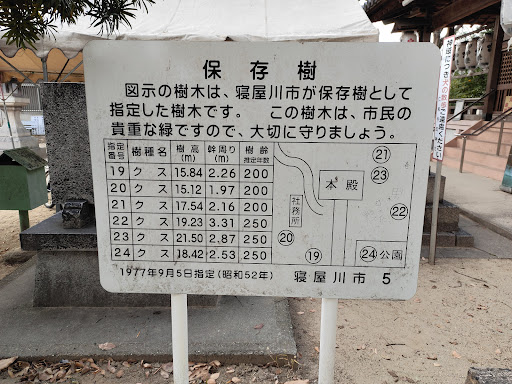 保存樹
図示の樹木は、寝屋川市が保存樹として
指定した樹木です。 この樹木は、市民の
貴重な緑ですので、大切に守りましょう。
指定番号 樹種名 樹高(m) 幹周り(m) 樹齢推定年数
19 クス 15.84 2.26 200
20 クス 15.12 1.97 200
21 クス 17.54 2.16 200
22 クス 19.23 3.31 250
23 クス 21.50 2.87 250
24 クス 18.42 2.53 250
本殿
社務所
㉑
㉓
㉒
⑳
⑲
㉔公園
1977年9月5日指定(昭和52年) 寝屋川市 5